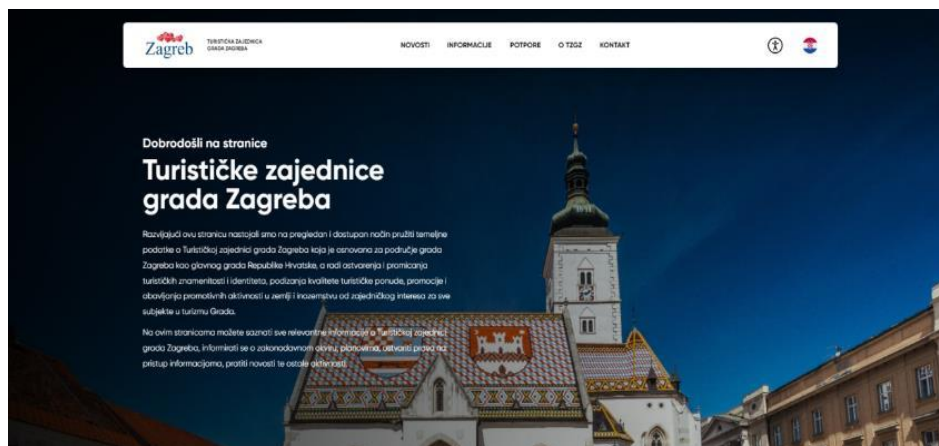 Zagreb
TURISTIČKA ZAJEDNICA
GRADA ZAGREBA
NOVOSTI INFORMACIJE POTPORE O TZGZ KONTAKT
Dobrodošli na stranice
Turističke zajednice
grada Zagreba
Razvijajući ovu stranicu nastojali smo na pregledan i dostupan način pružiti temeljne
podatke o Turističkoj zajednici grada Zagreba koja je osnovana za područje grada
Zagreba kao glavnog grada Republike Hrvatske, a radi ostvarenja i promicanja
turističkih znamenitosti i identiteta, podizanja kvalitete turističke ponude, promocije i
obavljanja promotivnih aktivnosti u zemlji i inozemstvu od zajedničkog interesa za sve
subjekte u turizmu Grada.
Na ovim stranicama možete saznati sve relevantne informacije o Turističkoj zajednici
grada Zagreba, informirati se o zakonodavnom okviru, planovima, ostvariti prava na
pristup informacijama, pratiti novosti te ostale aktivnosti.